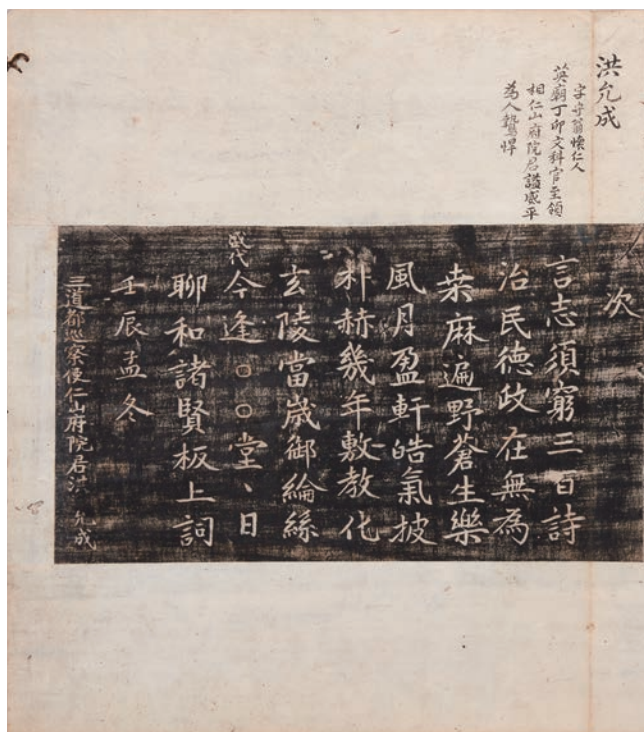 洪允成
字守翁懷仁人
英廟丁卯文科官至領
相仁山府院君諡威平
為人鷙悍
次
言志須窮三百詩
治民德政在無為
桒麻遍野蒼生樂
風月盈軒皓氣披
朴赫幾年敷教化
玄陵當歲御綸絲
盛代
今逢○○堂、日
聊和諸賢板上詞
壬辰孟冬
三道都巡察使仁山府院君洪 允成